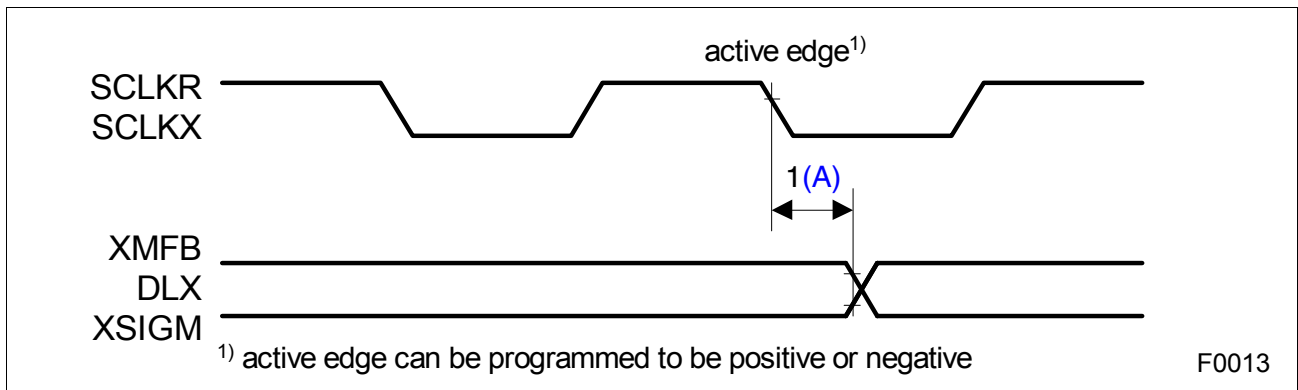 active edge1)
SCLKR
SCLKX
1(A)
XMFB
DLX
XSIGM
1) active edge can be programmed to be positive or negative
F0013